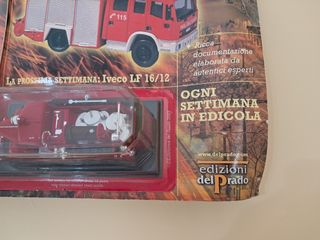 115
• Ricca
documentazione
elaborata da
autentici esperti
LA PROSSIMA SETTIMANA: Iveco LF 16/12
OGNI
SETTIMANA
IN EDICOLA
www.delprado.com
edizioni
del Prado